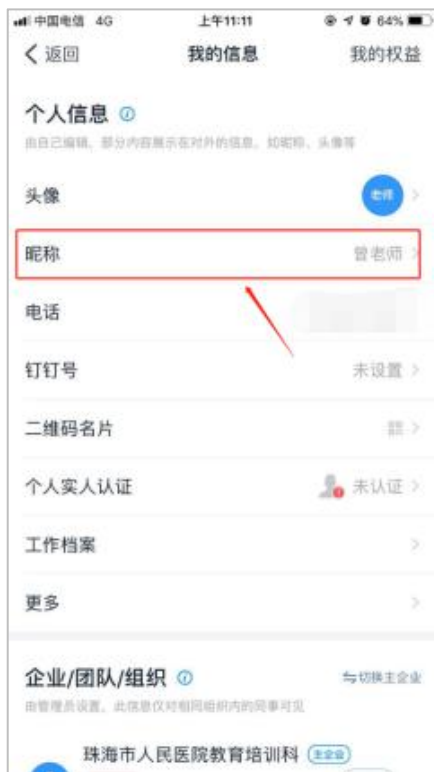 中国电信 4G 上午11:11 64%
返回 我的信息 我的权益
个人信息
由自己编辑，部分内容展示在对外的信息，如昵称、头像等
头像 老师
昵称 曾老师
电话
钉钉号 未设置
二维码名片
个人实人认证 未认证
工作档案
更多
企业/团队/组织 切换主企业
由管理员设置，此信息仅对相同组织内的同事可见
珠海市人民医院教育培训科 主企业